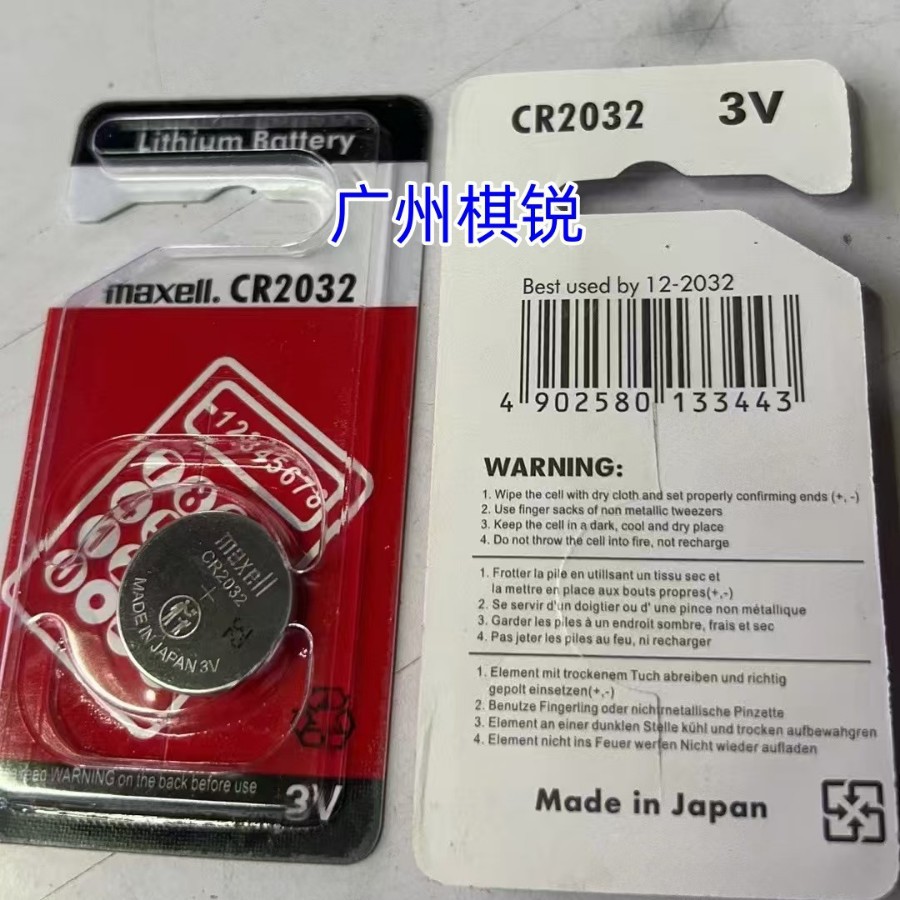 广州棋锐
Lithium Battery
maxell. CR2032
12345678
maxell
CR2032
+
MADE IN JAPAN 3V
WARNING on the back before use
3V
CR2032 3V
Best used by 12-2032
4 902580 133443
WARNING:
1. Wipe the cell with dry cloth and set properly confirming ends (+, -)
2. Use finger sacks of non metallic tweezers
3. Keep the cell in a dark, cool and dry place
4. Do not throw the cell into fire, not recharge
1. Frotter la pile en utilisant un tissu sec et
la mettre en place aux bouts propres(+,-)
2. Se servir d'un doigtier ou d' une pince non métallique
3. Garder les piles à un endroit sombre, frais et sec
4. Pas jeter les piles au feu, ni recharger
1. Element mit trockenem Tuch abreiben und richtig
gepolt einsetzen(+,-)
2. Benutze Fingerling oder nichtmetallische Pinzette
3. Element an einer dunklen Stelle kühl und trocken aufbewahgren
4. Element nicht ins Feuer werfen Nicht wieder aufladen
Made in Japan